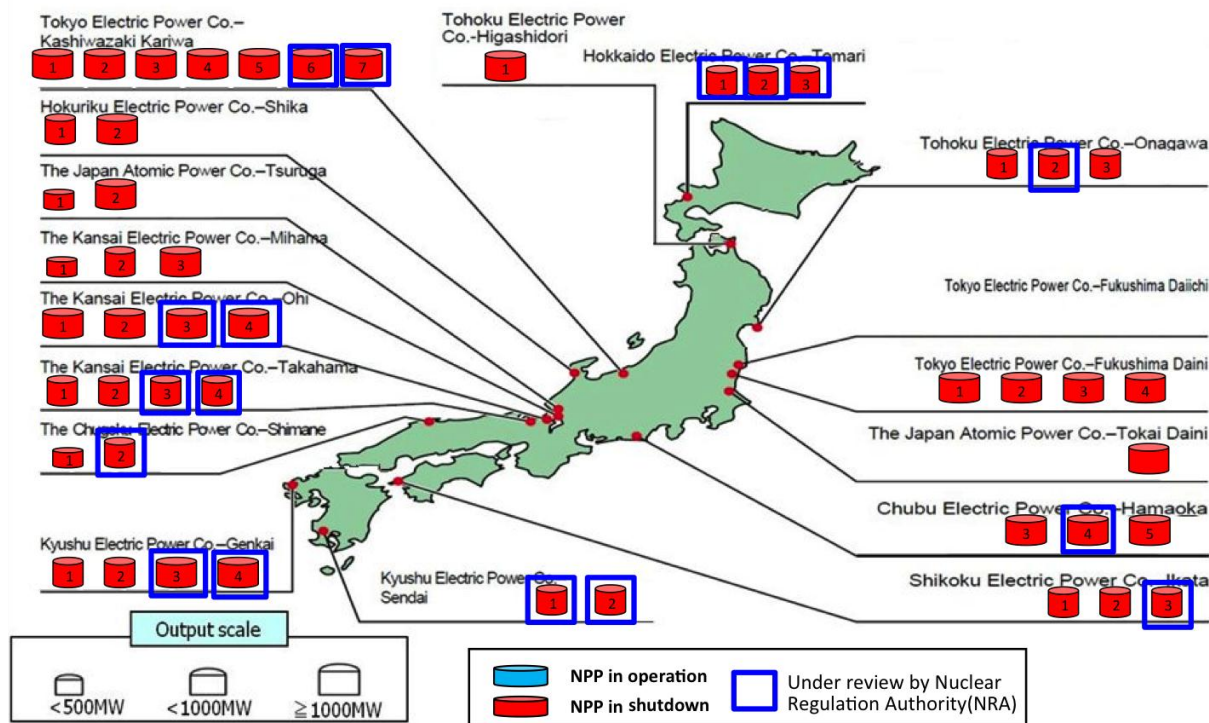 Tokyo Electric Power Co.–
Kashiwazaki Kariwa
1 2 3 4 5 6 7
Hokuriku Electric Power Co.–Shika
1 2
The Japan Atomic Power Co.–Tsuruga
1 2
The Kansai Electric Power Co.–Mihama
1 2 3
The Kansai Electric Power Co.–Ohi
1 2 3 4
The Kansai Electric Power Co.–Takahama
1 2 3 4
The Chugoku Electric Power Co.–Shimane
1 2
Kyushu Electric Power Co.–Genkai
1 2 3 4
Kyushu Electric Power Co.
Sendai
1 2
Tohoku Electric Power
Co.-Higashidori
1
Hokkaido Electric Power Co.–Tomari
1 2 3
Tohoku Electric Power Co.–Onagawa
1 2 3
Tokyo Electric Power Co.–Fukushima Daiichi
Tokyo Electric Power Co.–Fukushima Daini
1 2 3 4
The Japan Atomic Power Co.–Tokai Daini
Chubu Electric Power Co.–Hamaoka
3 4 5
Shikoku Electric Power Co.–Ikata
1 2 3
Output scale
<500MW <1000MW ≧1000MW
NPP in operation
NPP in shutdown
Under review by Nuclear
Regulation Authority(NRA)